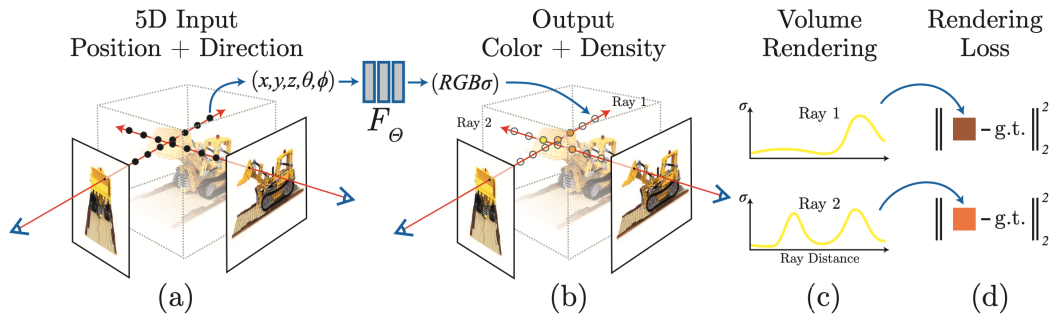 5D Input
Position + Direction
Output
Color + Density
Volume
Rendering
Rendering
Loss
(x,y,z,θ,ϕ)
F_Θ
(RGBσ)
Ray 1
Ray 2
σ
Ray 1
σ
Ray 2
Ray Distance
‖ - g.t. ‖²₂
‖ - g.t. ‖²₂
(a)
(b)
(c)
(d)